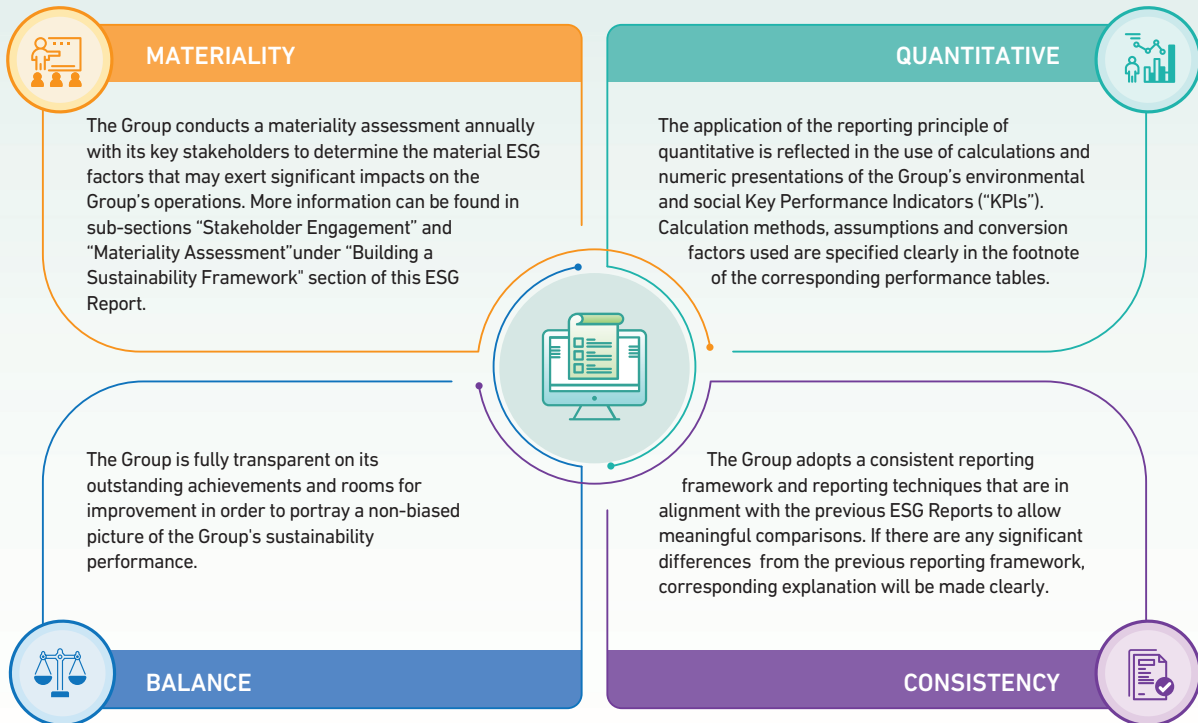 MATERIALITY
The Group conducts a materiality assessment annually
with its key stakeholders to determine the material ESG
factors that may exert significant impacts on the
Group's operations. More information can be found in
sub-sections “Stakeholder Engagement” and
“Materiality Assessment”under “Building a
Sustainability Framework" section of this ESG
Report.
QUANTITATIVE
The application of the reporting principle of
quantitative is reflected in the use of calculations and
numeric presentations of the Group’s environmental
and social Key Performance Indicators (“KPIs”).
Calculation methods, assumptions and conversion
factors used are specified clearly in the footnote
of the corresponding performance tables.
The Group is fully transparent on its
outstanding achievements and rooms for
improvement in order to portray a non-biased
picture of the Group's sustainability
performance.
BALANCE
The Group adopts a consistent reporting
framework and reporting techniques that are in
alignment with the previous ESG Reports to allow
meaningful comparisons. If there are any significant
differences from the previous reporting framework,
corresponding explanation will be made clearly.
CONSISTENCY